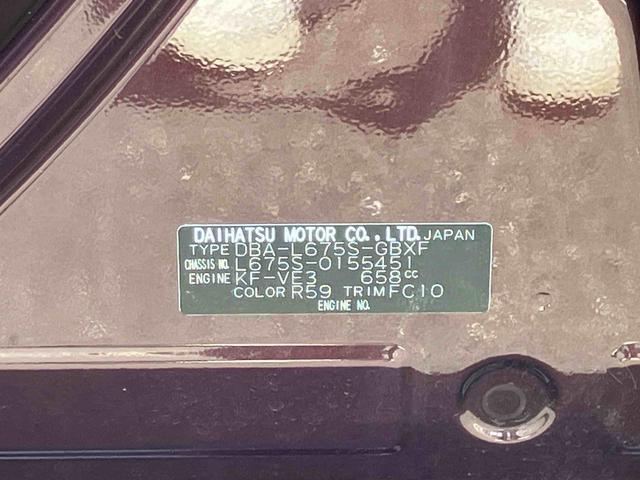 DAIHATSU MOTOR CO.,LTD. JAPAN
TYPE DBA-L675S-GBXF
CHASSIS NO. L675S-0155451
ENGINE KF-VE3 658cc
COLOR R59 TRIM FC10
ENGINE NO.